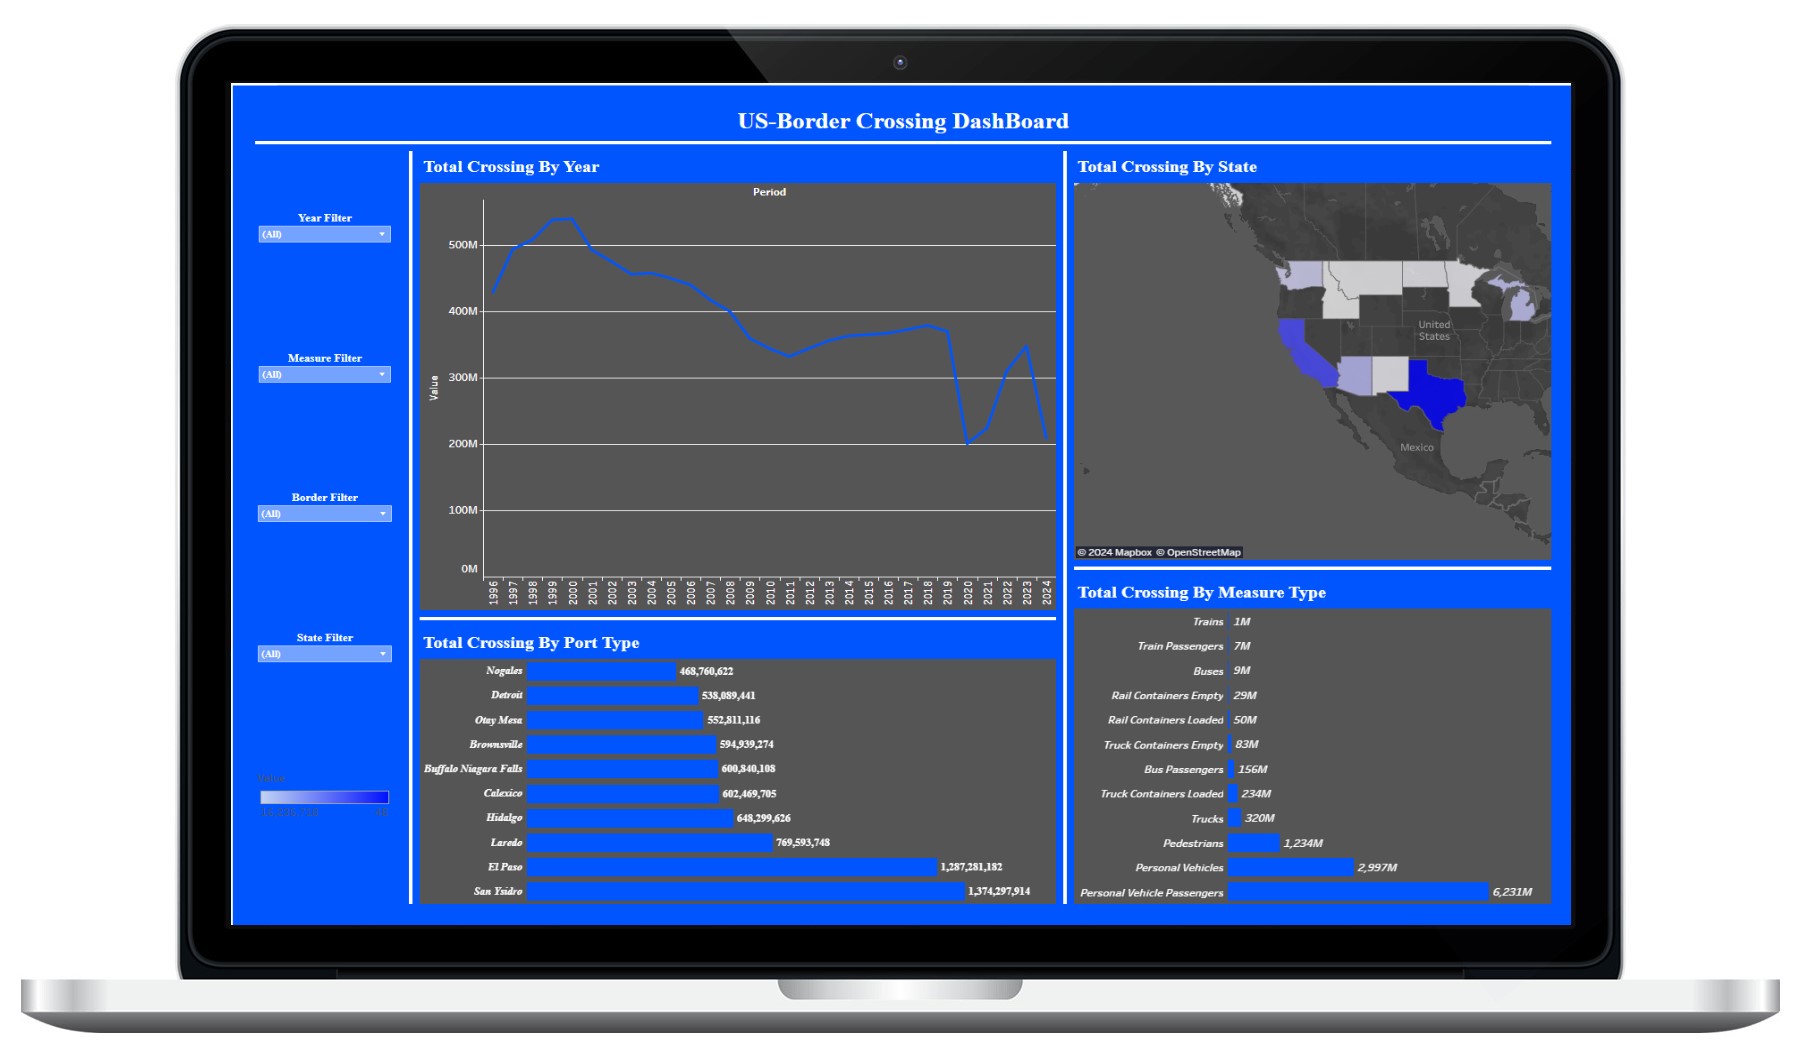 US-Border Crossing DashBoard
Year Filter
(All)
Measure Filter
(All)
Border Filter
(All)
State Filter
(All)
Value
Total Crossing By Year
Period
Value
500M
400M
300M
200M
100M
0M
1996
1997
1998
1999
2000
2001
2002
2003
2004
2005
2006
2007
2008
2009
2010
2011
2012
2013
2014
2015
2016
2017
2018
2019
2020
2021
2022
2023
2024
Total Crossing By Port Type
Nogales 468,760,622
Detroit 538,089,441
Otay Mesa 552,811,116
Brownsville 594,939,274
Buffalo Niagara Falls 600,840,108
Calexico 602,469,705
Hidalgo 648,299,626
Laredo 769,593,748
El Paso 1,287,281,182
San Ysidro 1,374,297,914
Total Crossing By State
United
States
Mexico
© 2024 Mapbox © OpenStreetMap
Total Crossing By Measure Type
Trains 1M
Train Passengers 7M
Buses 9M
Rail Containers Empty 29M
Rail Containers Loaded 50M
Truck Containers Empty 83M
Bus Passengers 156M
Truck Containers Loaded 234M
Trucks 320M
Pedestrians 1,234M
Personal Vehicles 2,997M
Personal Vehicle Passengers 6,231M